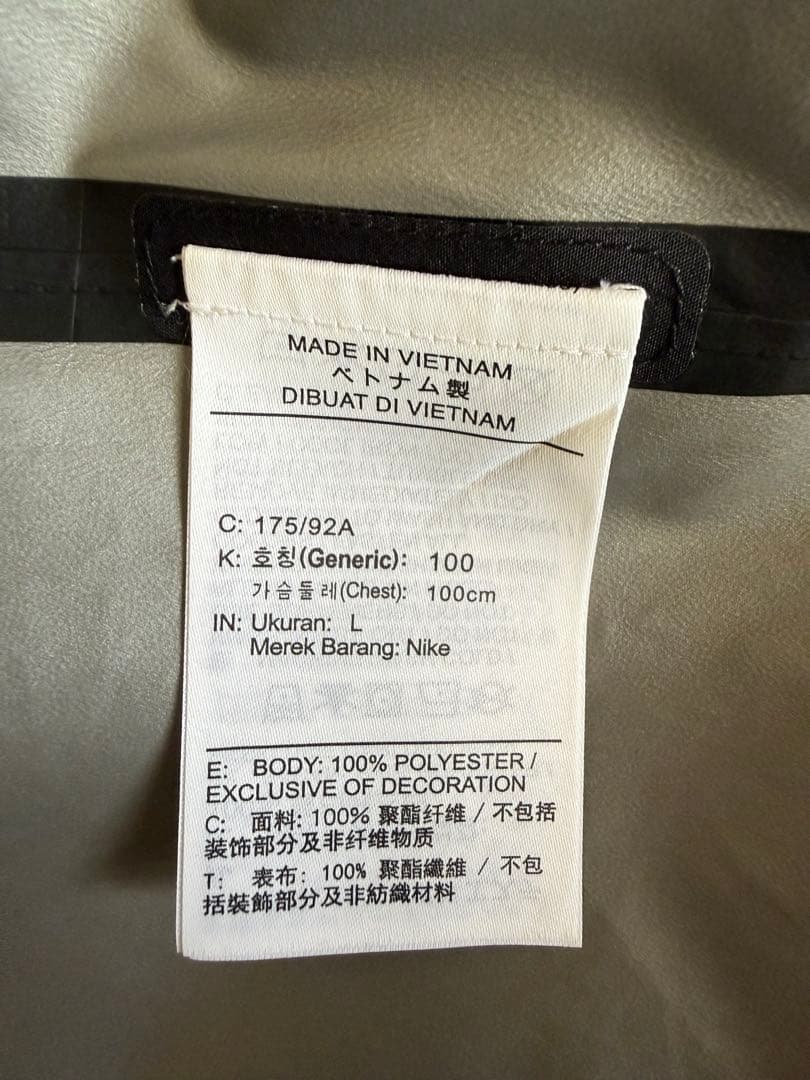 MADE IN VIETNAM
ベトナム製
DIBUAT DI VIETNAM
C: 175/92A
K: 호칭(Generic): 100
가슴둘레(Chest): 100cm
IN: Ukuran: L
Merek Barang: Nike
E: BODY: 100% POLYESTER /
EXCLUSIVE OF DECORATION
C: 面料: 100% 聚酯纤维 / 不包括
装饰部分及非纤维物质
T: 表布: 100% 聚酯纖維 / 不包
括裝飾部分及非紡織材料